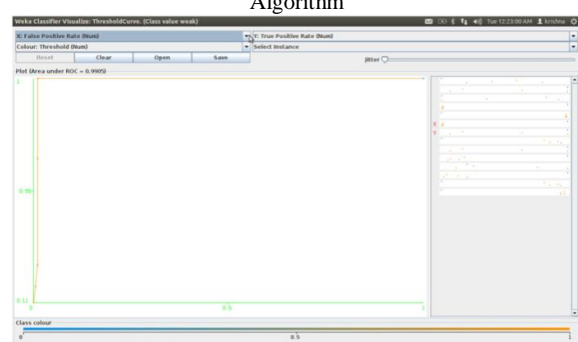 Algorithm
Weka Classifier Visualize: ThresholdCurve. (Class value weak)
Tue 12:23:00 AM krishna
X: False Positive Rate (Num)
Y: True Positive Rate (Num)
Colour: Threshold (Num)
Select Instance
Reset
Clear
Open
Save
Jitter
Plot (Area under ROC = 0.9905)
1
0.11
0
0.5
1
X
Y
Class colour
0
0.5
1